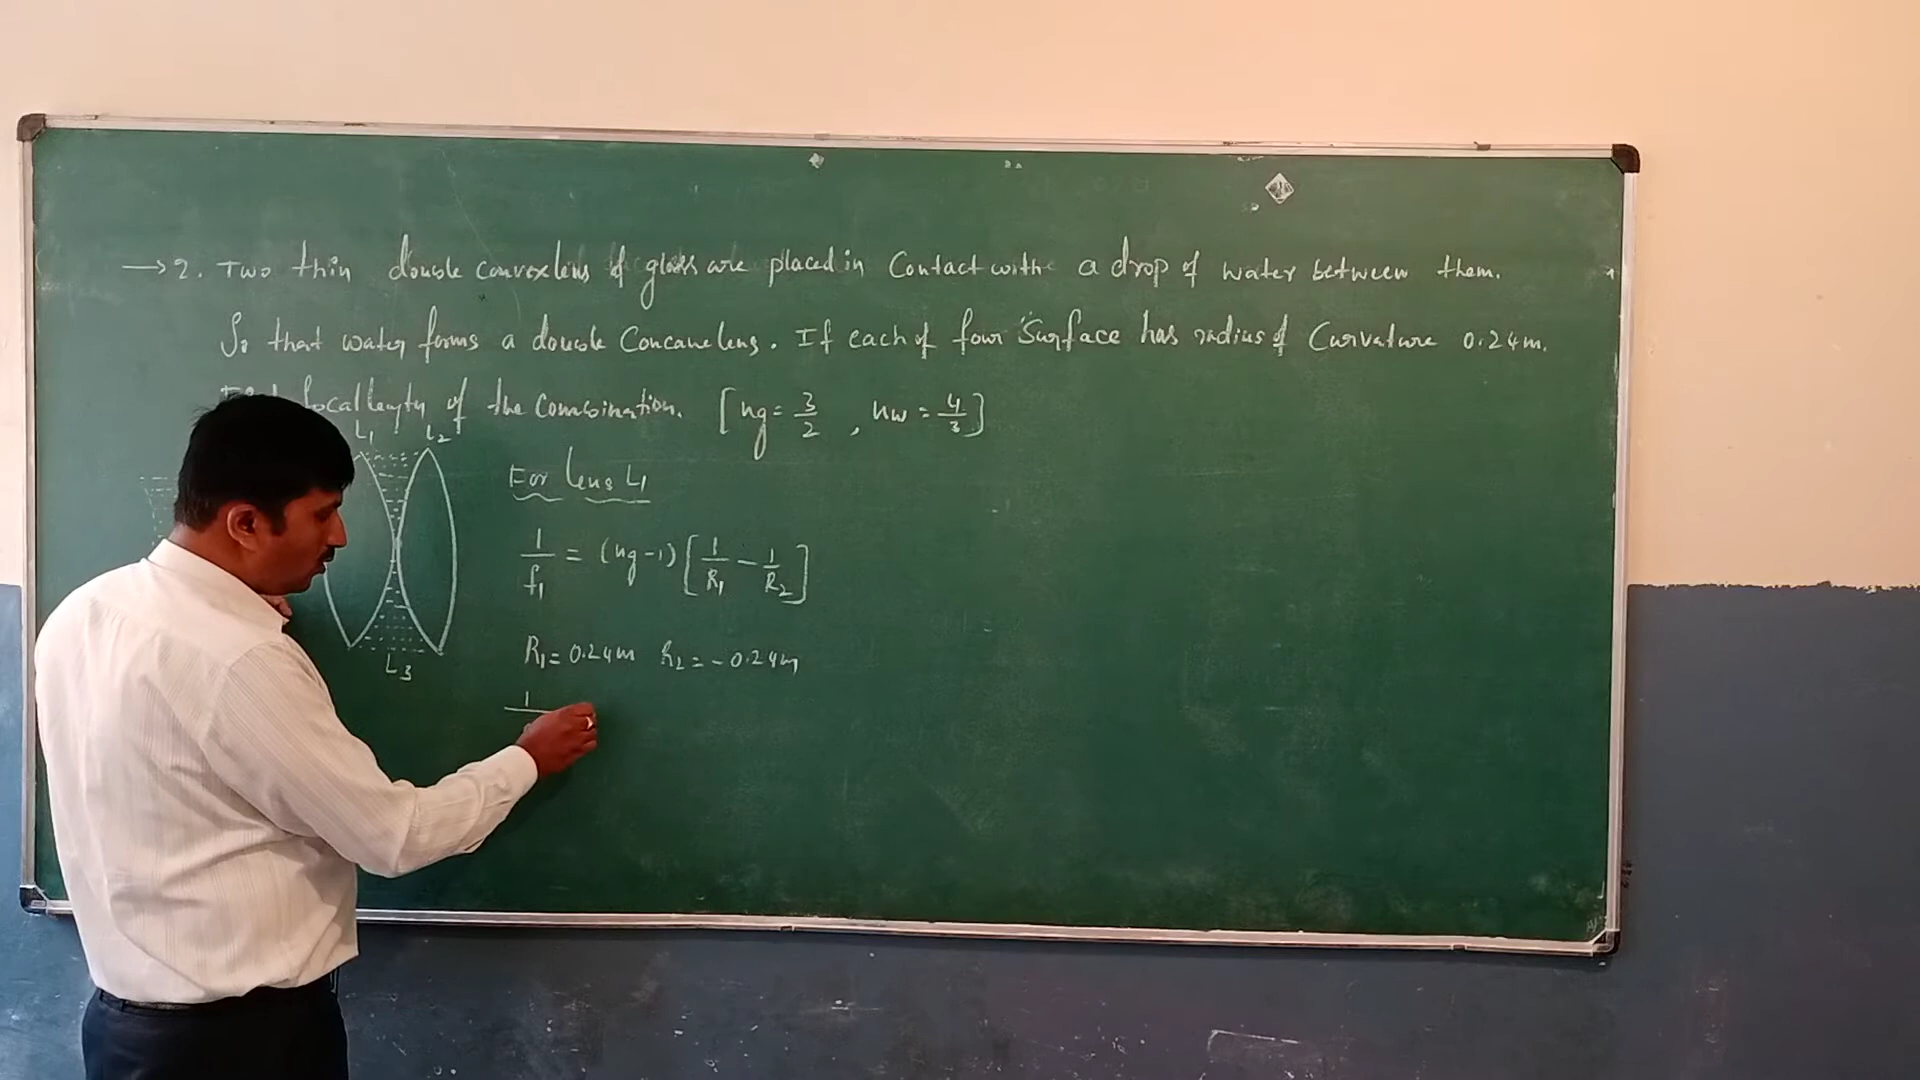 → 2. Two thin double convex lens of glass are placed in Contact with a drop of water between them.
So that water forms a double Concave lens. If each of four Surface has radius of Curvature 0.24m.
focal length of the Combination. [ng = 3/2 , nw = 4/3]
L1 L2
For lens L1
1/f1 = (ng-1) [1/R1 - 1/R2]
R1 = 0.24m R2 = -0.24m
L3
1